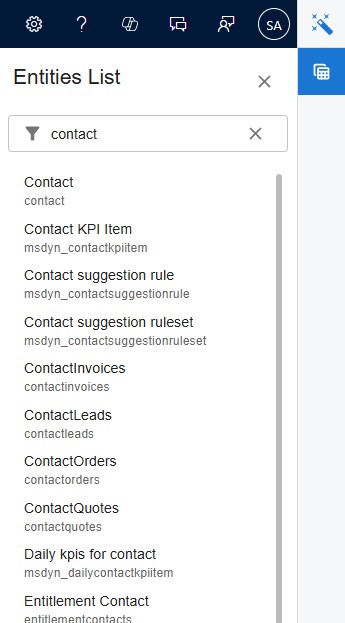 SA
Entities List
contact
Contact
contact
Contact KPI Item
msdyn_contactkpiitem
Contact suggestion rule
msdyn_contactsuggestionrule
Contact suggestion ruleset
msdyn_contactsuggestionruleset
ContactInvoices
contactinvoices
ContactLeads
contactleads
ContactOrders
contactorders
ContactQuotes
contactquotes
Daily kpis for contact
msdyn_dailycontactkpiitem
Entitlement Contact
entitlementcontacts